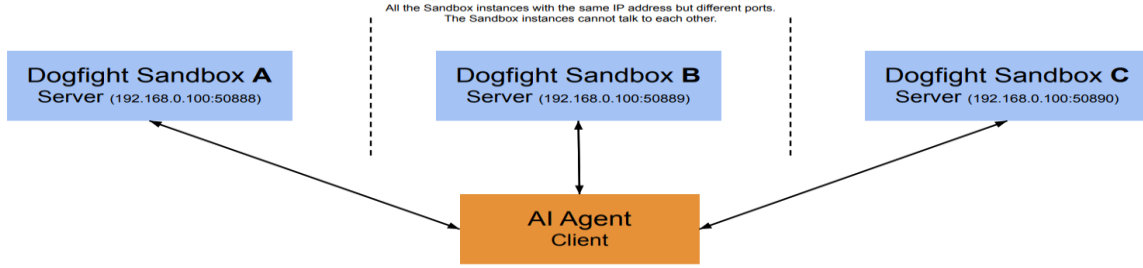 All the Sandbox instances with the same IP address but different ports.
The Sandbox instances cannot talk to each other.
Dogfight Sandbox A
Server (192.168.0.100:50888)
Dogfight Sandbox B
Server (192.168.0.100:50889)
Dogfight Sandbox C
Server (192.168.0.100:50890)
AI Agent
Client